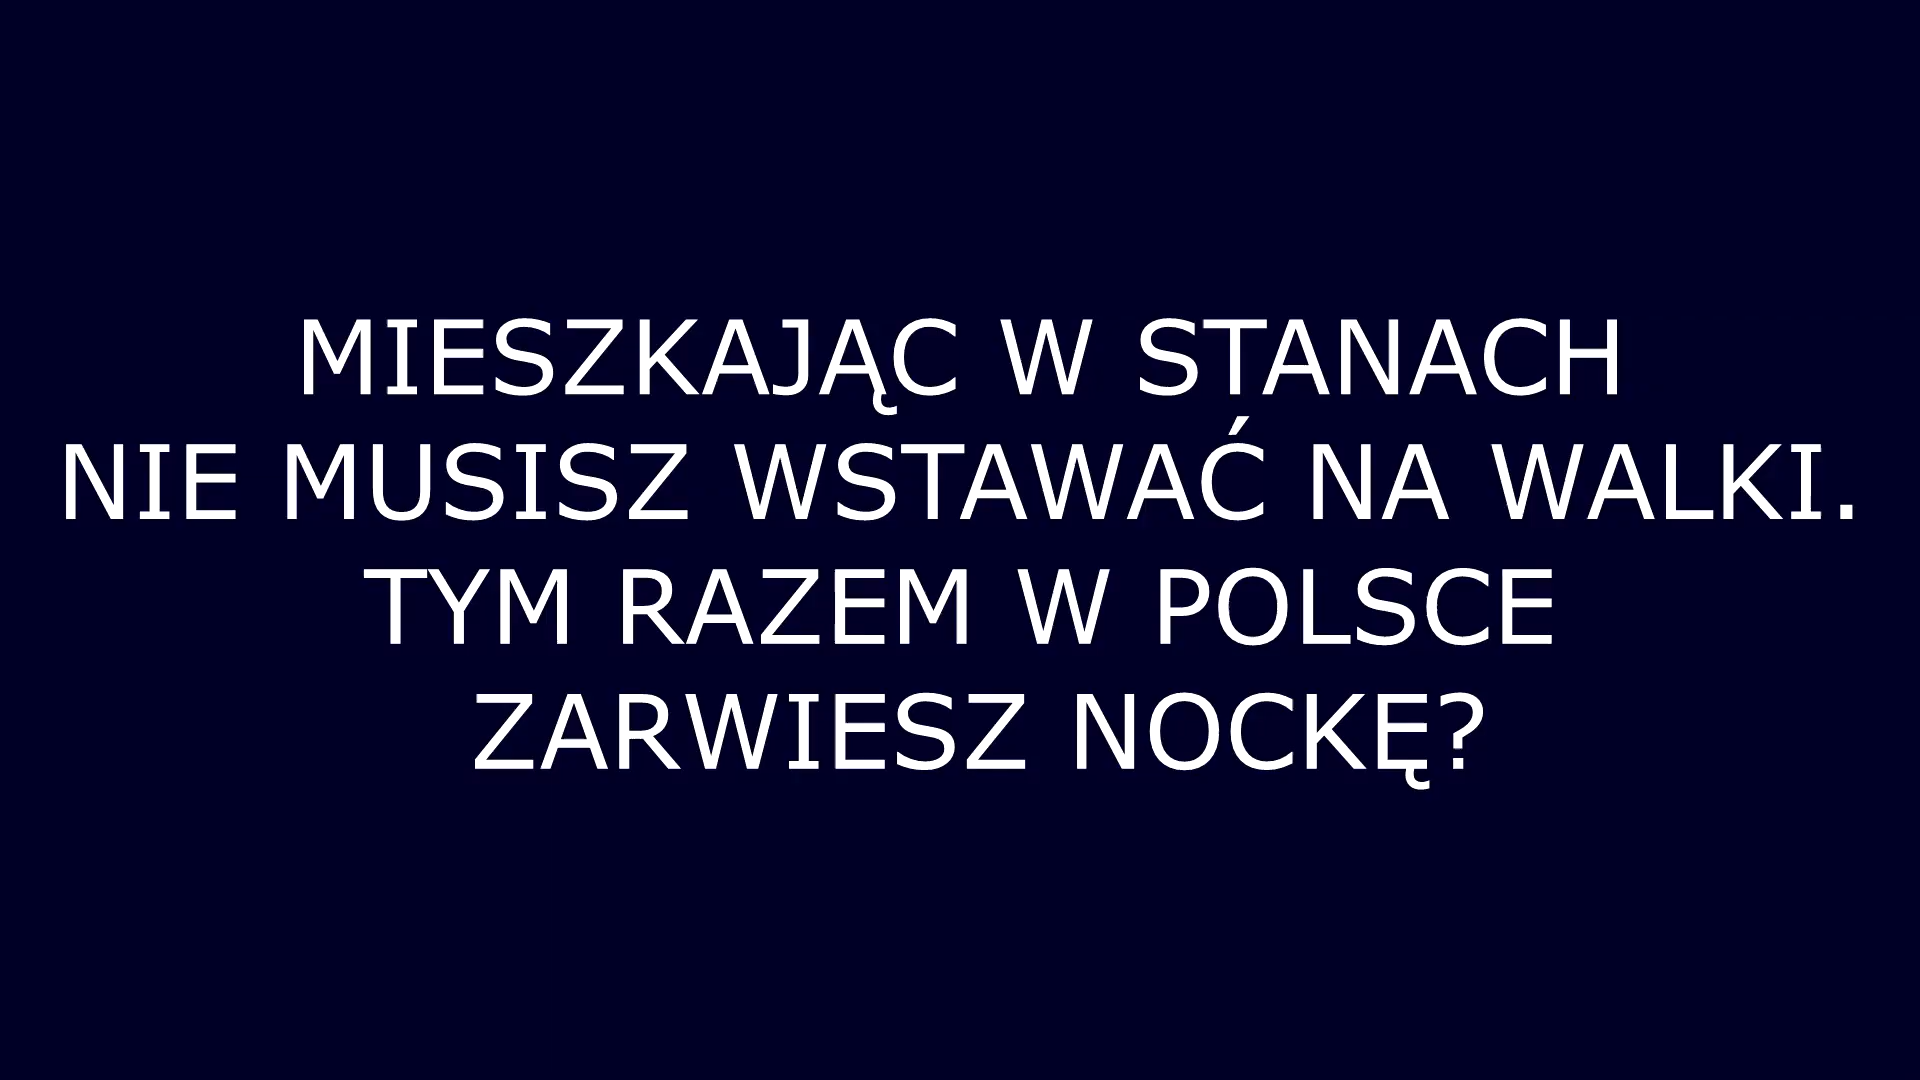 MIESZKAJĄC W STANACH
NIE MUSISZ WSTAWAĆ NA WALKI.
TYM RAZEM W POLSCE
ZARWIESZ NOCKĘ?